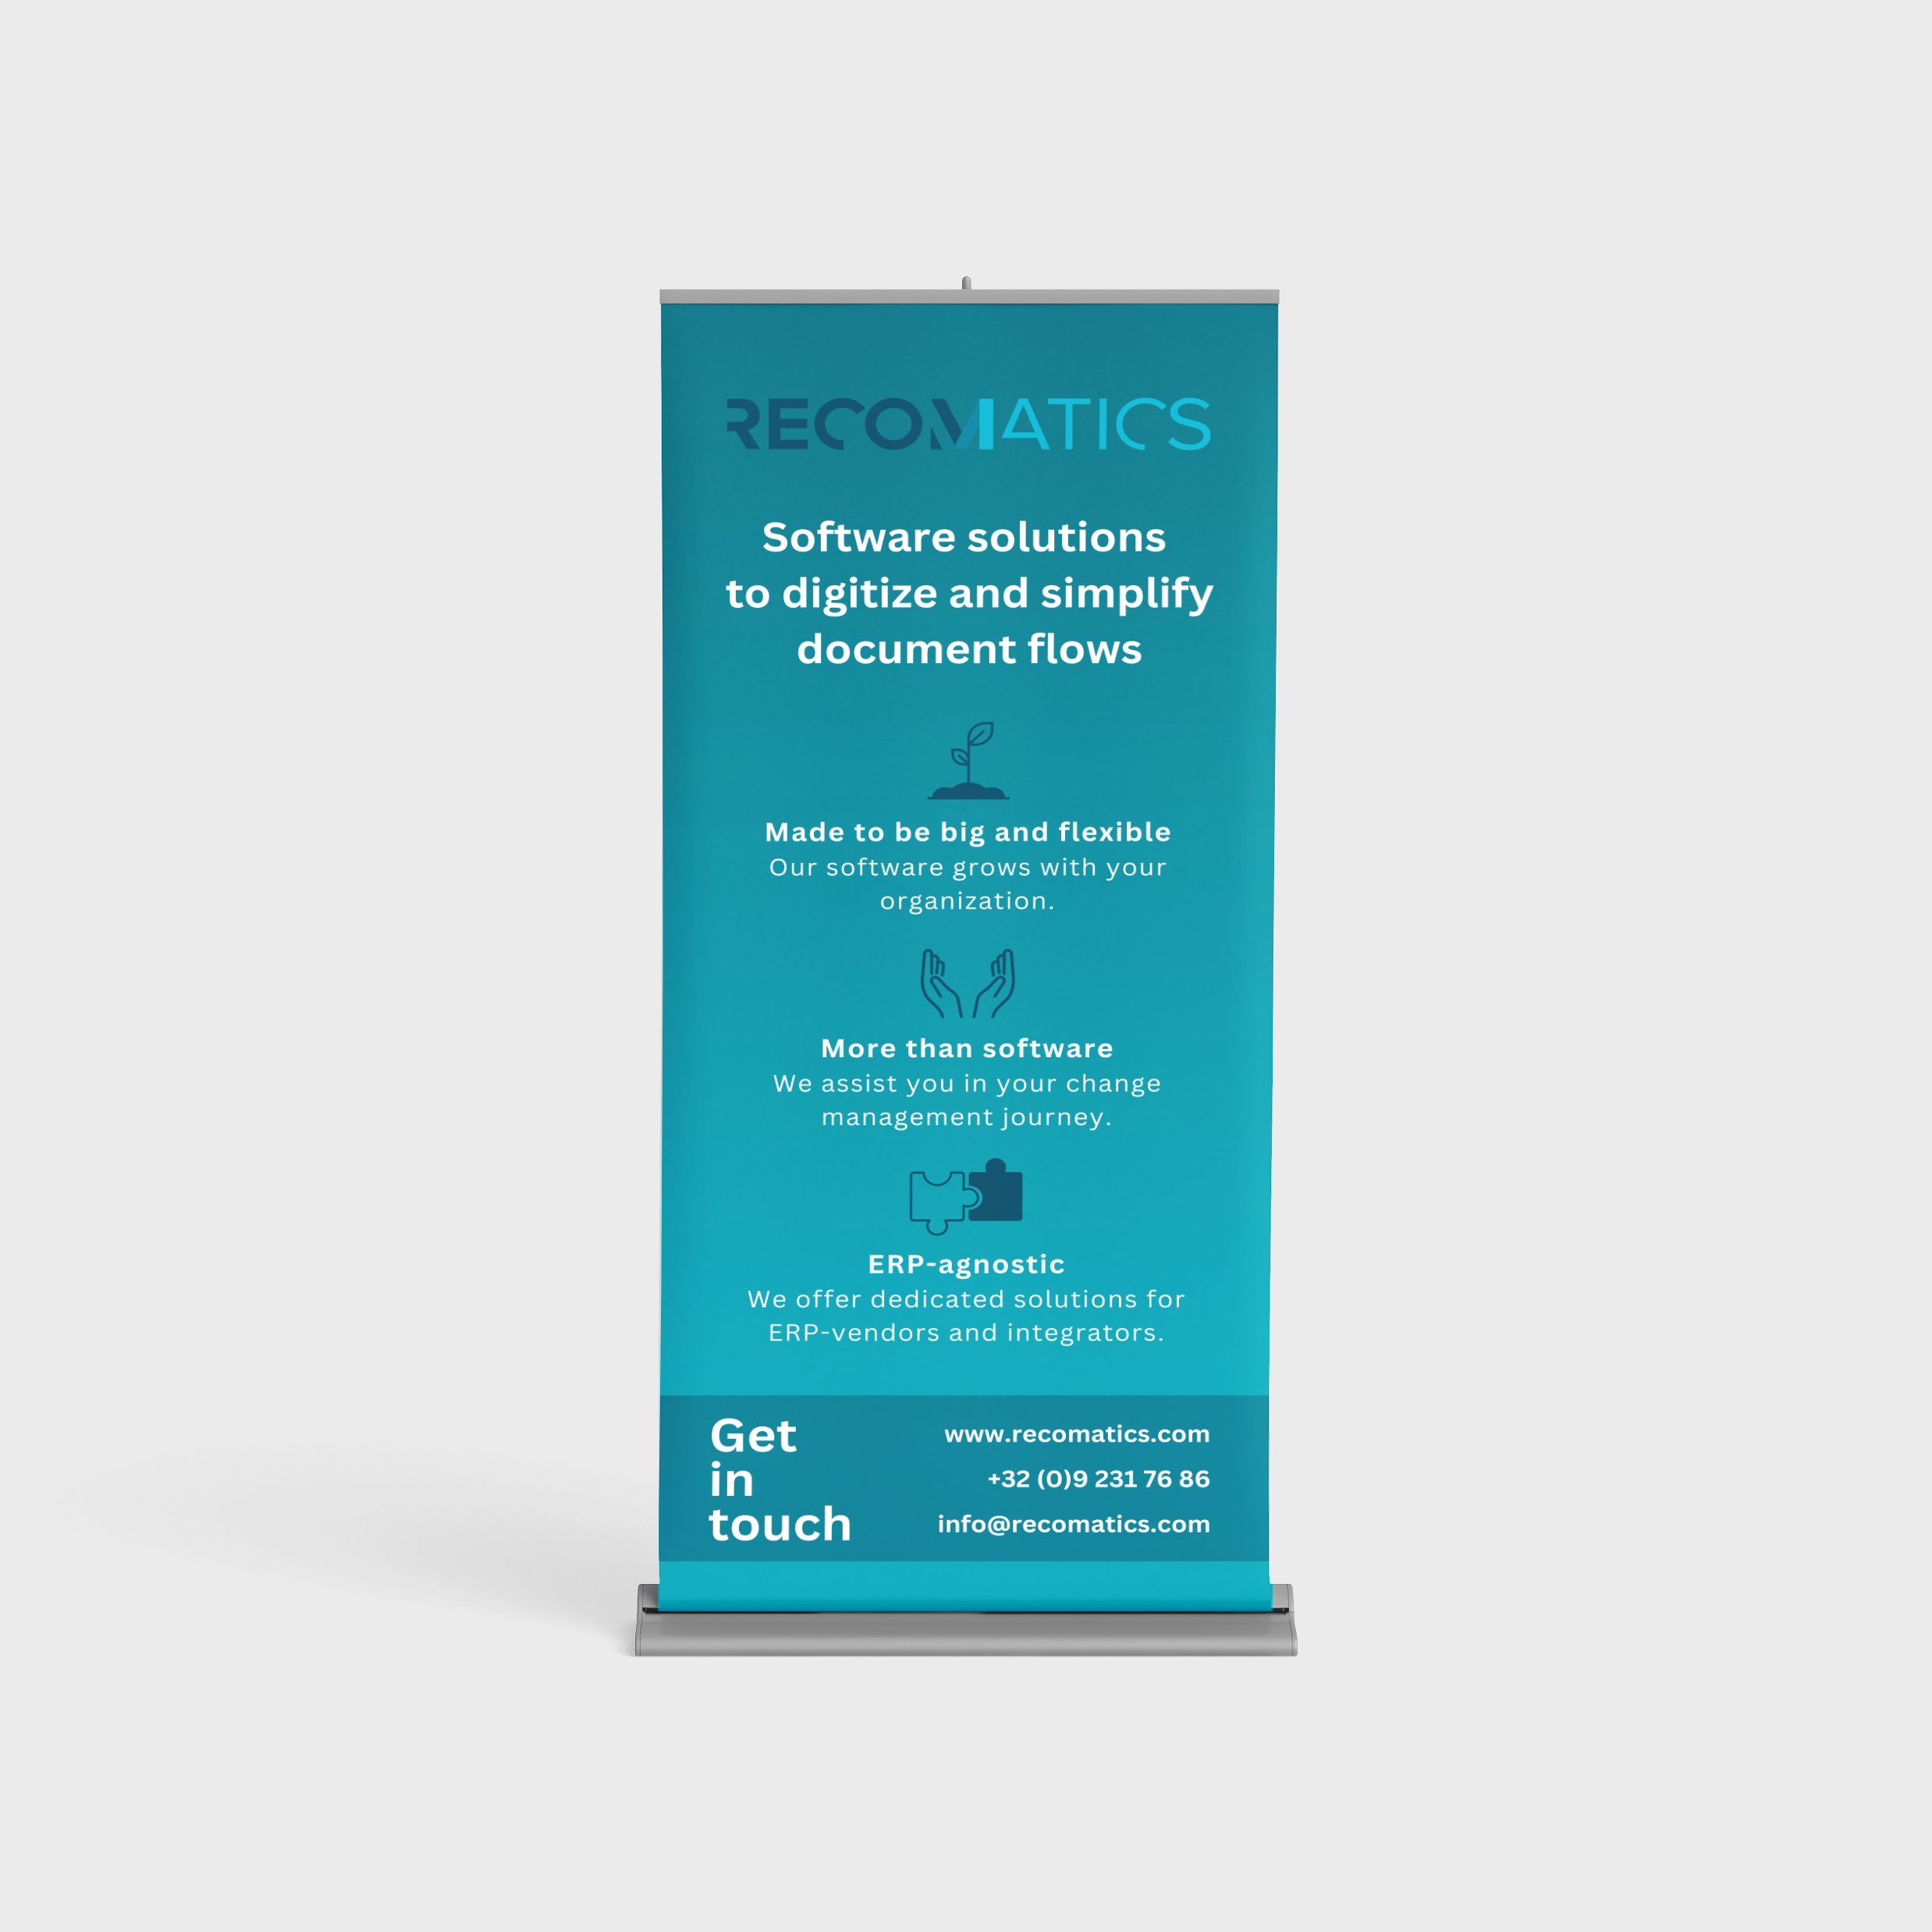 RECOMATICS
Software solutions
to digitize and simplify
document flows
Made to be big and flexible
Our software grows with your
organization.
More than software
We assist you in your change
management journey.
ERP-agnostic
We offer dedicated solutions for
ERP-vendors and integrators.
Get
in
touch
www.recomatics.com
+32 (0)9 231 76 86
info@recomatics.com